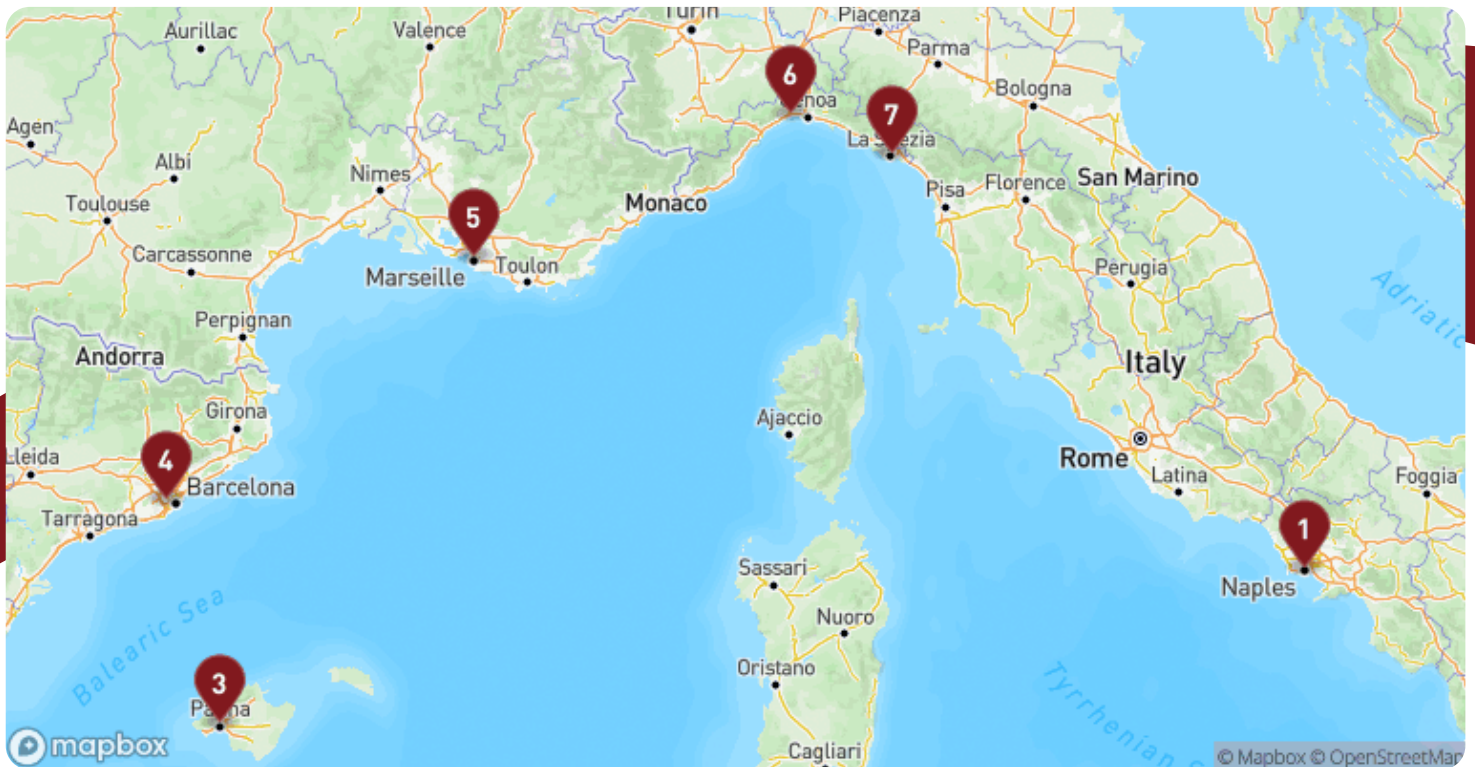 Turin
Piacenza
Aurillac
Valence
Parma
6
Genoa
Bologna
7
Agen
La Spezia
Albi
Nimes
Monaco
Pisa
Florence
San Marino
Toulouse
5
Carcassonne
Marseille
Toulon
Perugia
Adriatic
Perpignan
Andorra
Italy
Girona
Ajaccio
Lleida
4
Barcelona
Rome
Latina
Foggia
Tarragona
1
Sassari
Naples
Balearic Sea
Nuoro
Oristano
3
Palma
Tyrrhenian
mapbox
Cagliari
© Mapbox © OpenStreetMap